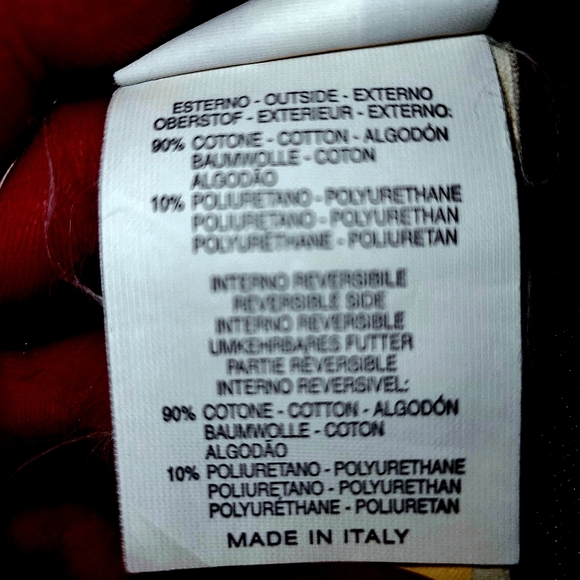 ESTERNO - OUTSIDE - EXTERNO
OBERSTOF - EXTERIEUR - EXTERNO:
90% COTONE - COTTON - ALGODÓN
BAUMWOLLE - COTON
ALGODÃO
10% POLIURETANO - POLYURETHANE
POLIURETANO - POLYURETHAN
POLYURÉTHANE - POLIURETAN
INTERNO REVERSIBILE
REVERSIBLE SIDE
INTERNO REVERSIBLE
UMKEHRBARES FUTTER
PARTIE REVERSIBLE
INTERNO REVERSIVEL:
90% COTONE - COTTON - ALGODÓN
BAUMWOLLE - COTON
ALGODÃO
10% POLIURETANO - POLYURETHANE
POLIURETANO - POLYURETHAN
POLYURÉTHANE - POLIURETAN
MADE IN ITALY